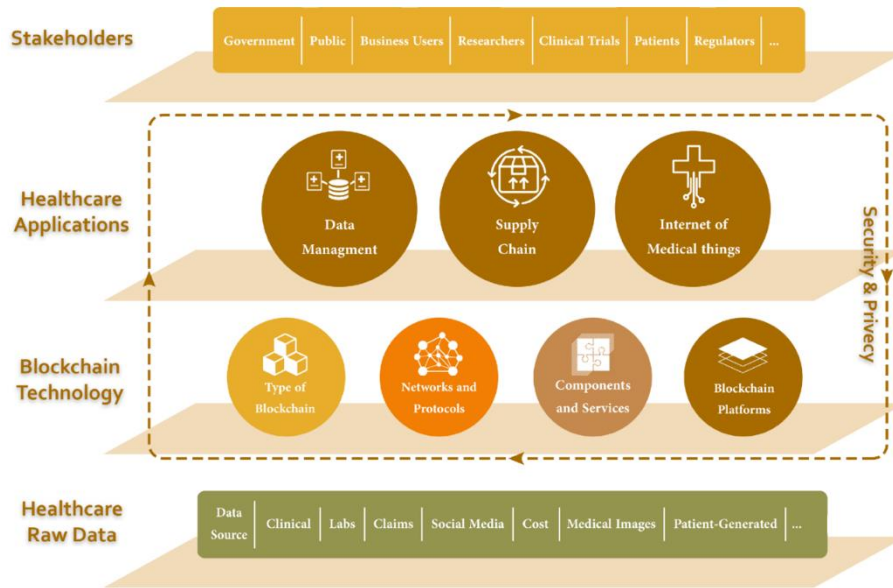 Stakeholders
Government Public Business Users Researchers Clinical Trials Patients Regulators ...
Healthcare
Applications
Data
Managment
Supply
Chain
Internet of
Medical things
Security & Privecy
Blockchain
Technology
Type of
Blockchain
Networks and
Protocols
Components
and Services
Blockchain
Platforms
Healthcare
Raw Data
Data
Source
Clinical Labs Claims Social Media Cost Medical Images Patient-Generated ...